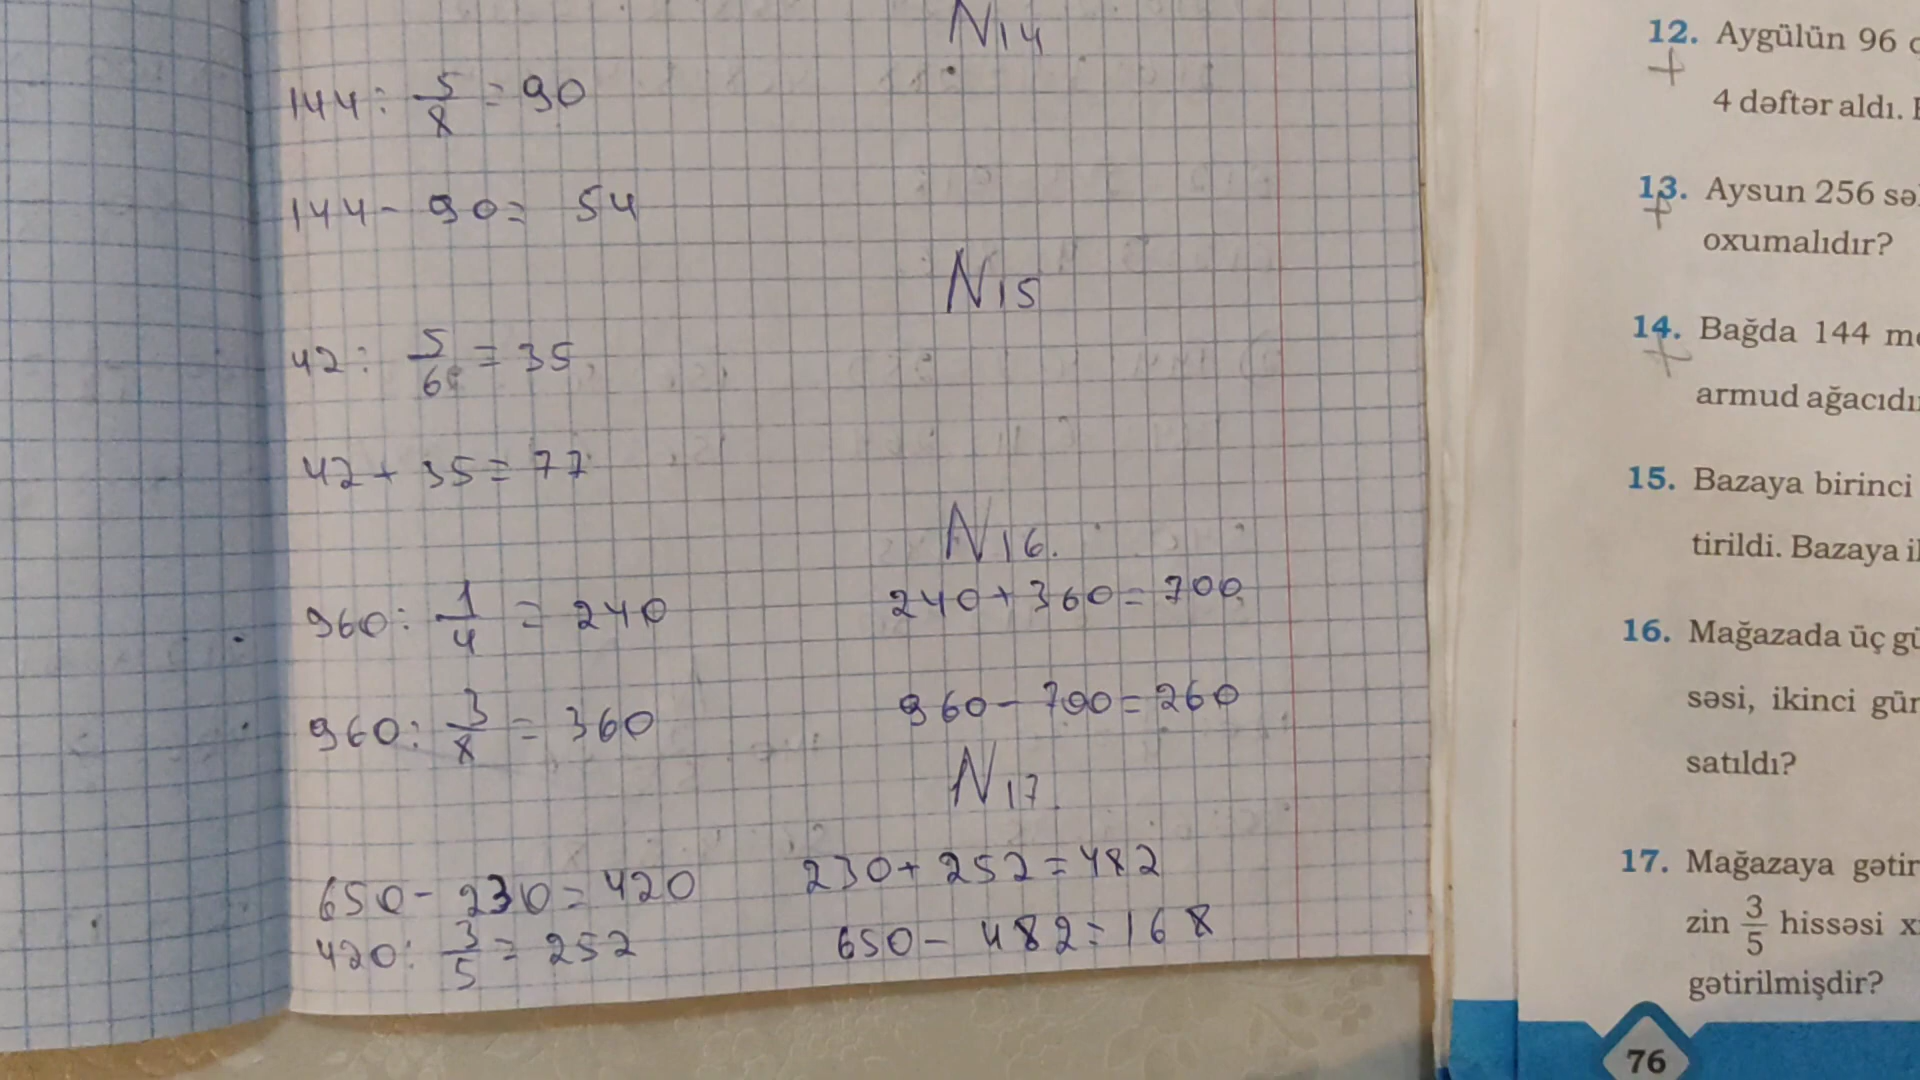 N14
144 : 5/8 = 90
144 - 90 = 54
N15
42 : 5/6 = 35
42 + 35 = 77
N16.
960 : 1/4 = 240
240 + 360 = 700
960 : 3/8 = 360
960 - 700 = 260
N17
650 - 230 = 420
230 + 252 = 482
420 : 3/5 = 252
650 - 482 = 168
12. Aygülün 96
+
4 dəftər aldı.
13. Aysun 256
+
oxumalıdır?
14. Bağda 144
+
armud
15. Bazaya birinci
tirildi. Bazaya
16. Mağazada üç
səsi, ikinci
satıldı?
17. Mağazaya
zin 3/5 hissəsi
gətirilmişdir?
76